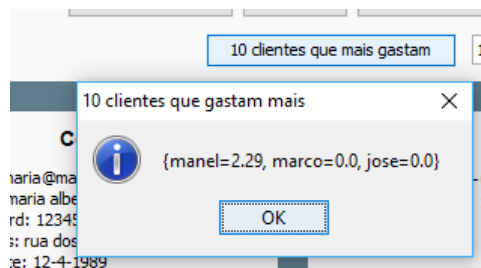 10 clientes que mais gastam
10 clientes que gastam mais
{manel=2.29, marco=0.0, jose=0.0}
OK
maria@ma
maria albe
rd: 12345
s: rua dos
te: 12-4-1989